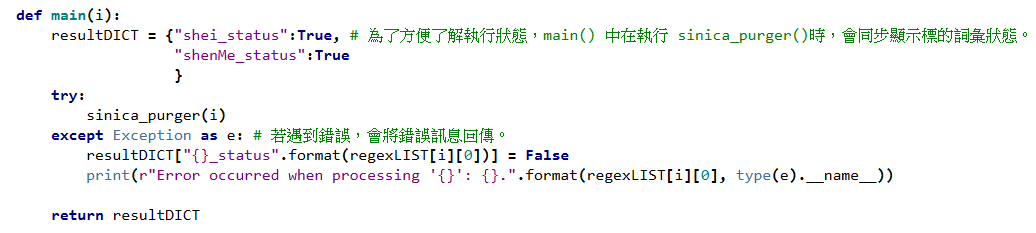 def main(i):
    resultDICT = {"shei_status":True, # 為了方便了解執行狀態，main() 中在執行 sinica_purger()時，會同步顯示標的詞彙狀態。
                  "shenMe_status":True
                  }
    try:
        sinica_purger(i)
    except Exception as e: # 若遇到錯誤，會將錯誤訊息回傳。
        resultDICT["{}_status".format(regexLIST[i][0])] = False
        print(r"Error occurred when processing '{}': {}.".format(regexLIST[i][0], type(e).__name__))
    return resultDICT